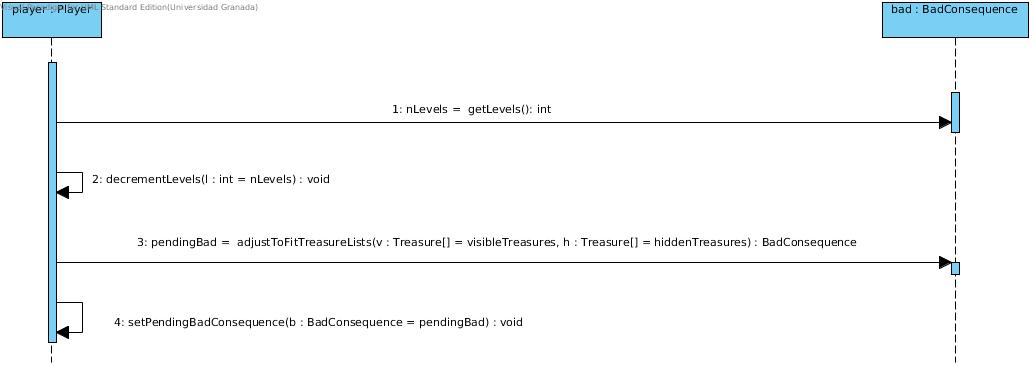 UML Standard Edition(Universidad Granada)
player : Player
bad : BadConsequence
1: nLevels =  getLevels(): int
2: decrementLevels(l : int = nLevels) : void
3: pendingBad =  adjustToFitTreasureLists(v : Treasure[] = visibleTreasures, h : Treasure[] = hiddenTreasures) : BadConsequence
4: setPendingBadConsequence(b : BadConsequence = pendingBad) : void